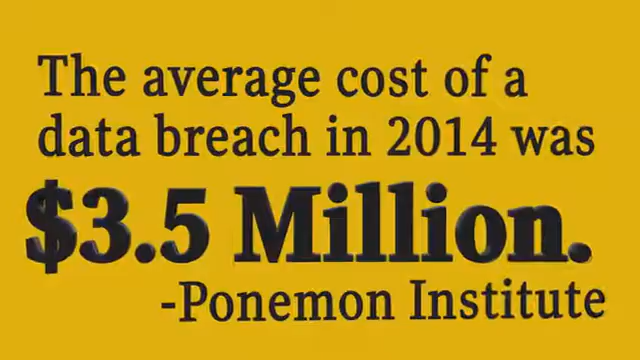 The average cost of a
data breach in 2014 was
$3.5 Million.
-Ponemon Institute